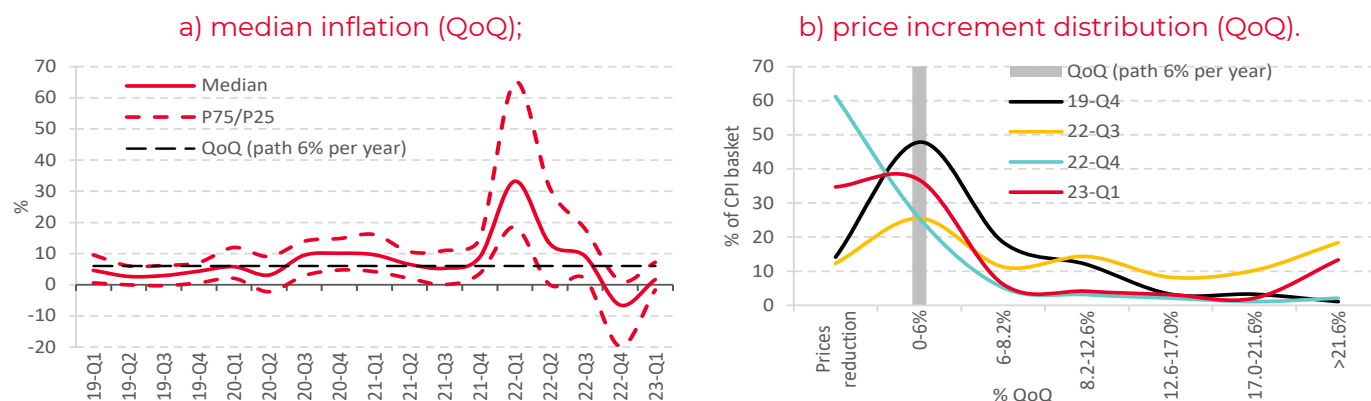 a) median inflation (QoQ);
70
60
50
40
30
20
10
0
-10
-20
%
Median
P75/P25
QoQ (path 6% per year)
19-Q1
19-Q2
19-Q3
19-Q4
20-Q1
20-Q2
20-Q3
20-Q4
21-Q1
21-Q2
21-Q3
21-Q4
22-Q1
22-Q2
22-Q3
22-Q4
23-Q1
b) price increment distribution (QoQ).
70
60
50
40
30
20
10
0
% of CPI basket
QoQ (path 6% per year)
19-Q4
22-Q3
22-Q4
23-Q1
Prices
reduction
0-6%
6-8.2%
8.2-12.6%
12.6-17.0%
17.0-21.6%
>21.6%
% QoQ